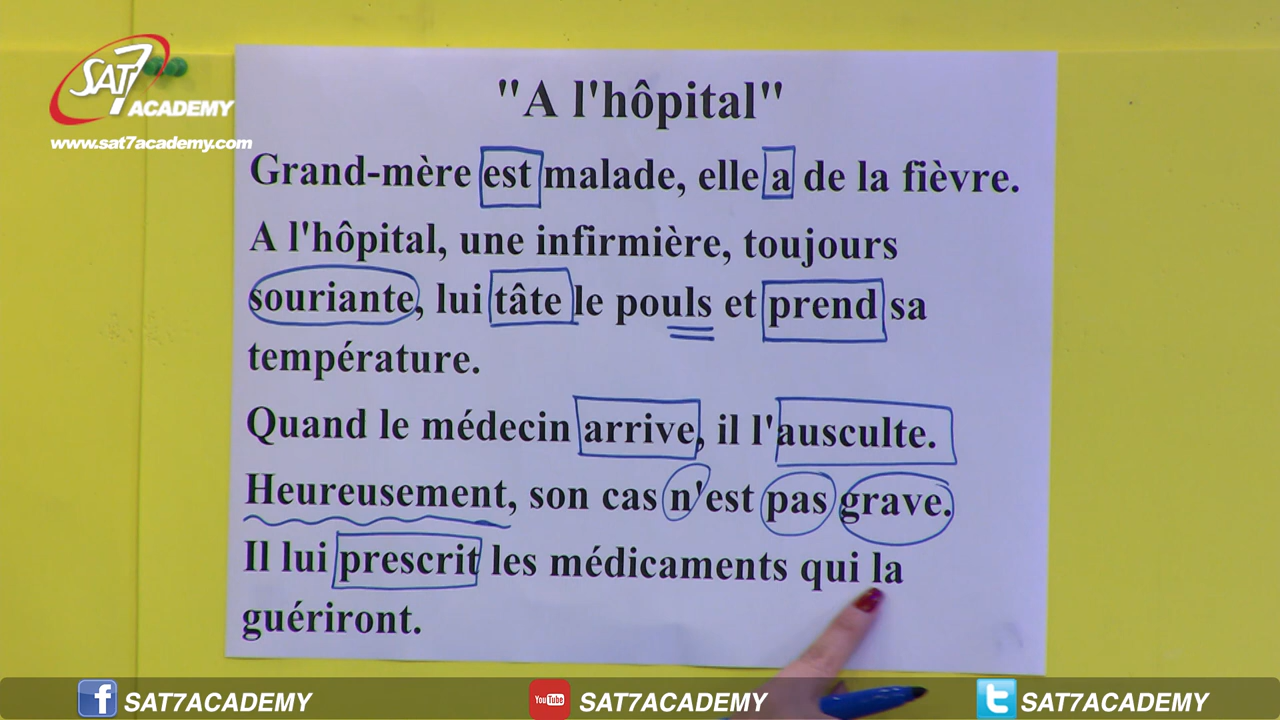 SAT7
ACADEMY
www.sat7academy.com
"A l'hôpital"
Grand-mère est malade, elle a de la fièvre.
A l'hôpital, une infirmière, toujours
souriante, lui tâte le pouls et prend sa
température.
Quand le médecin arrive, il l'ausculte.
Heureusement, son cas n'est pas grave.
Il lui prescrit les médicaments qui la
guériront.
SAT7ACADEMY
YouTube SAT7ACADEMY
SAT7ACADEMY